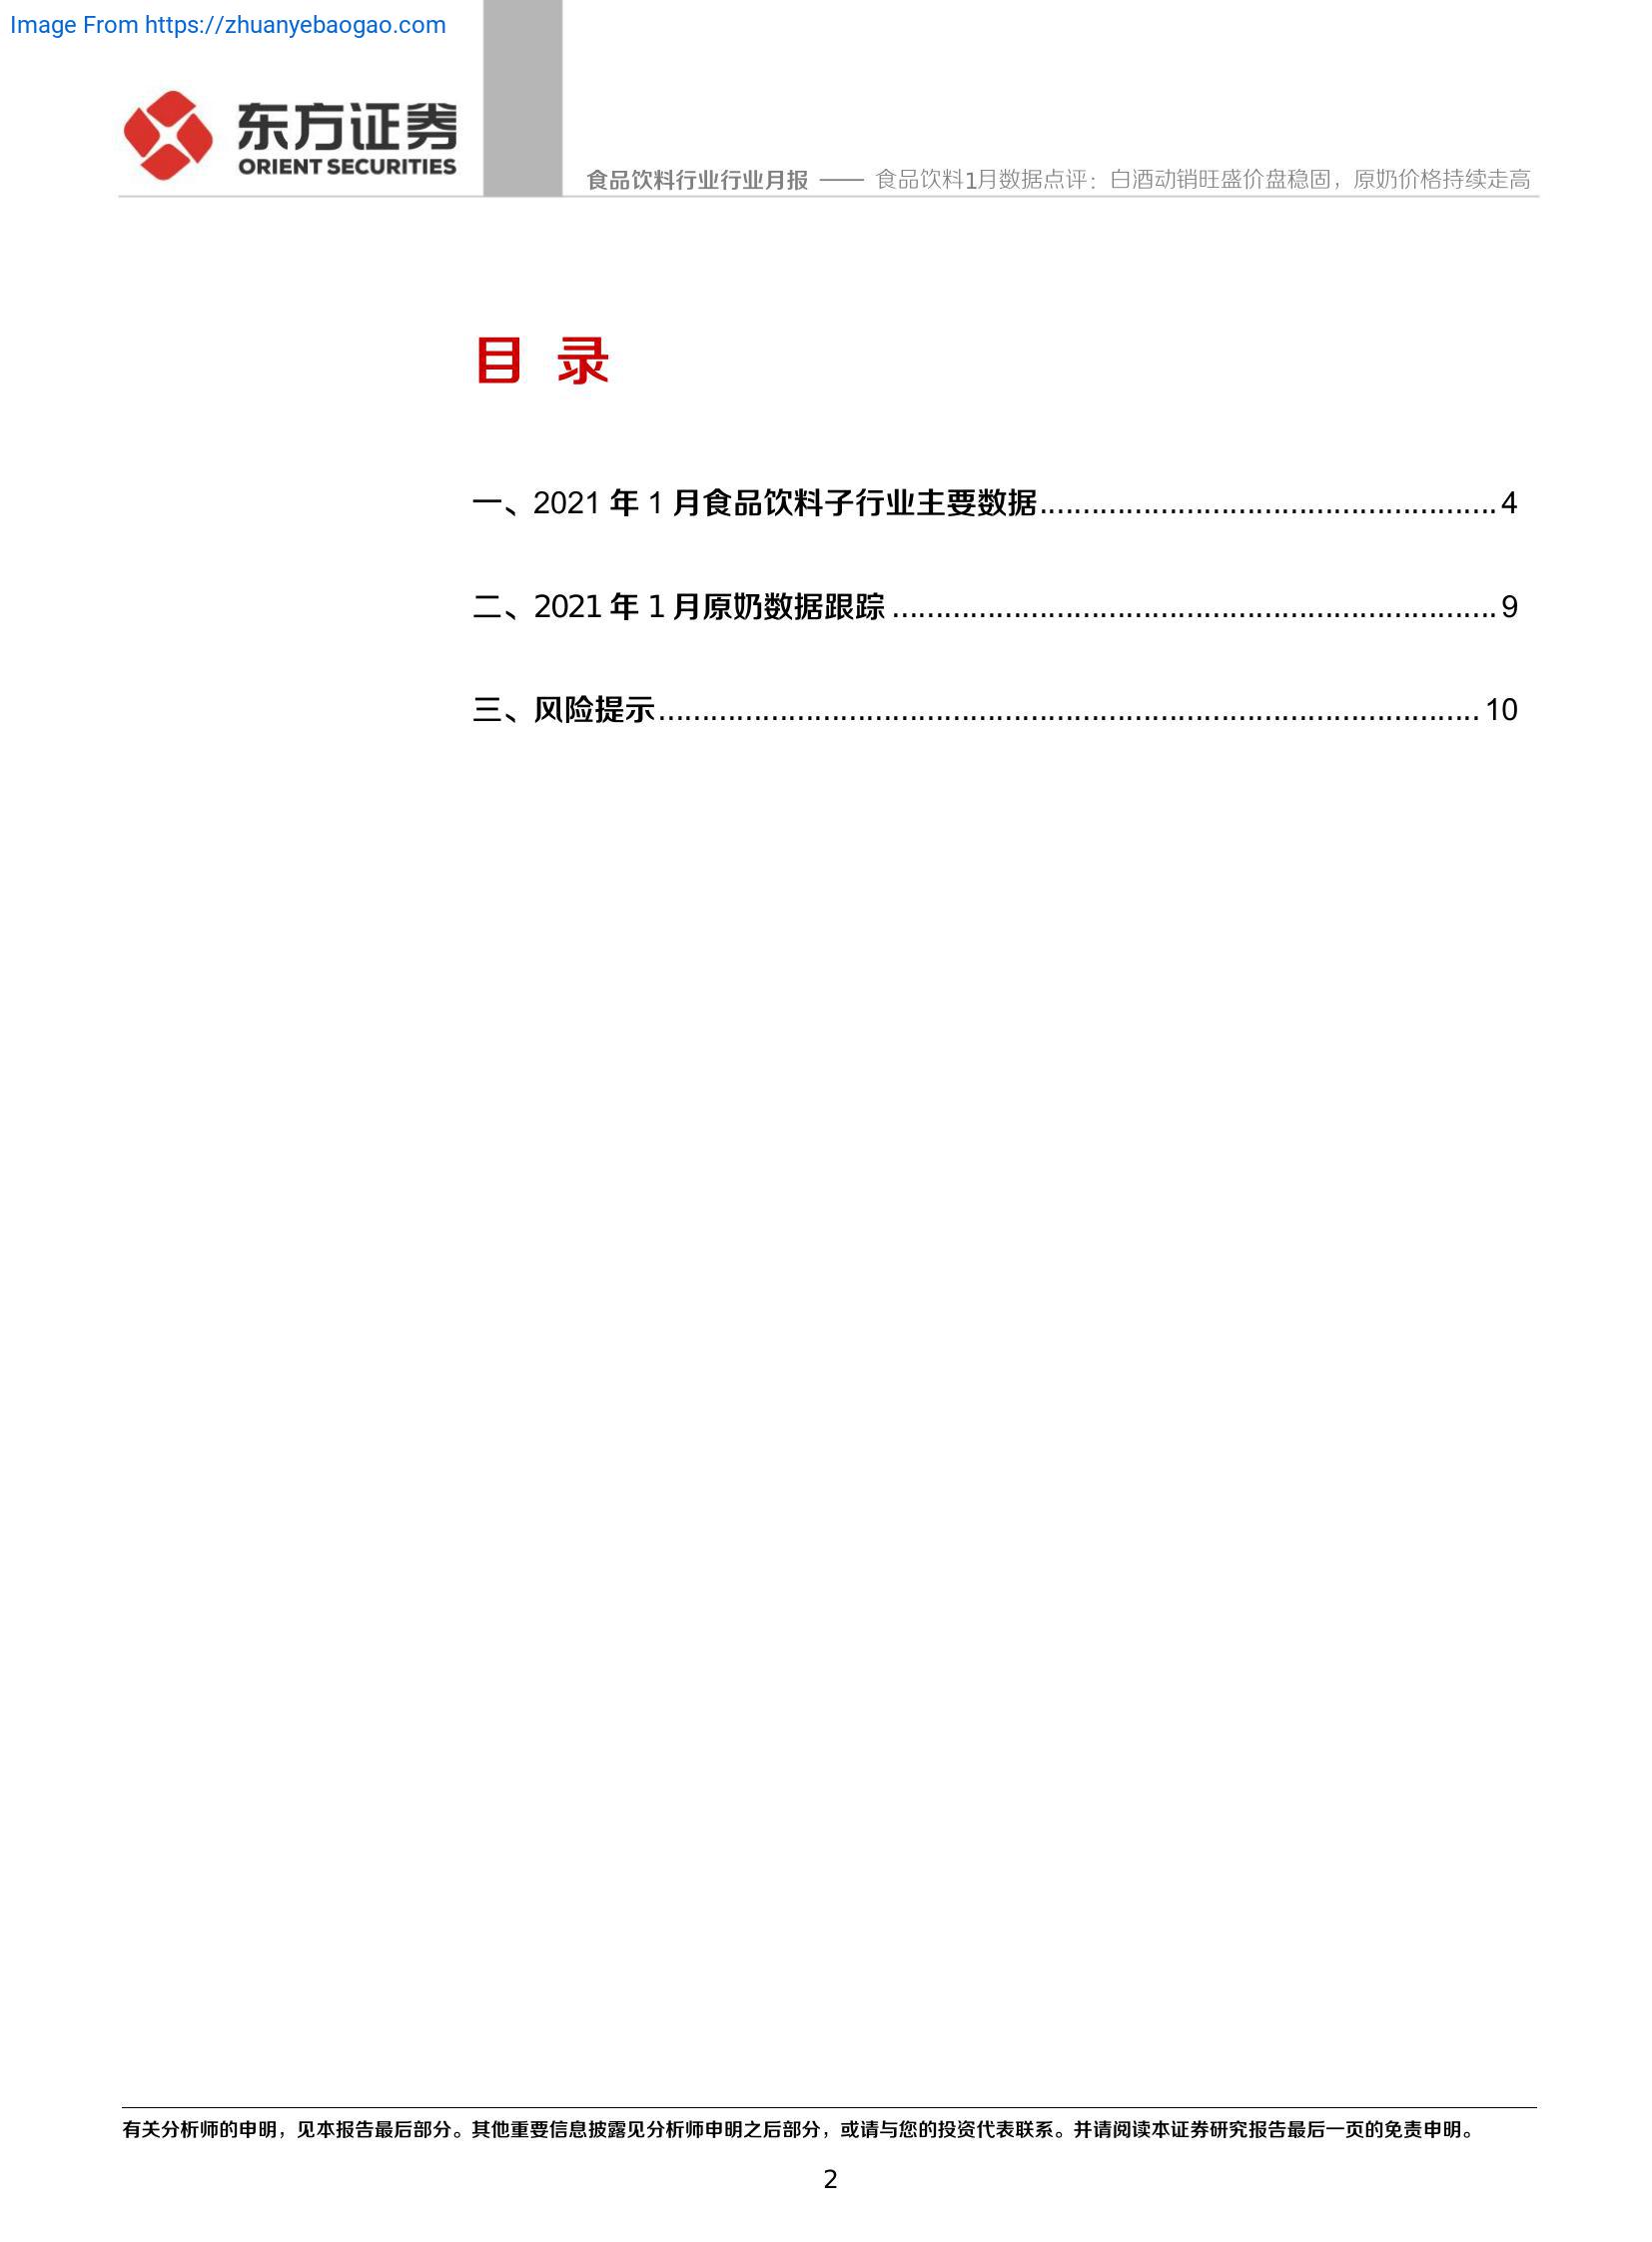 Image From https://zhuanyebaogao.com
东方证券
ORIENT SECURITIES
食品饮料行业行业月报 —— 食品饮料1月数据点评：白酒动销旺盛价盘稳固，原奶价格持续走高
目 录
一、2021 年 1 月食品饮料子行业主要数据....................................................4
二、2021 年 1 月原奶数据跟踪.....................................................................9
三、风险提示..............................................................................................10
有关分析师的申明，见本报告最后部分。其他重要信息披露见分析师申明之后部分，或请与您的投资代表联系。并请阅读本证券研究报告最后一页的免责申明。
2